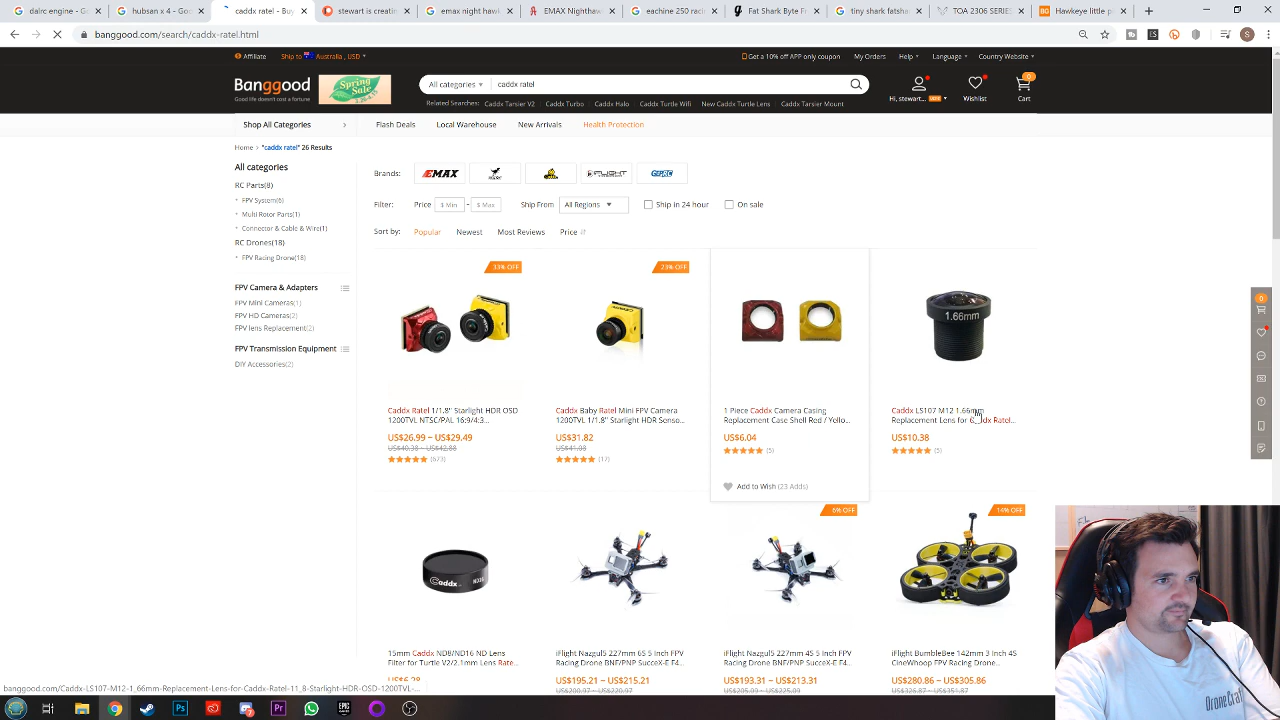 dalrc engine - Go
hubsan x 4 - Goo
caddx ratel - Buy
stewart is creatin
emax night hawk
EMAX Nighthaw
eachine 250 raci
Fat Shark Byte F
tiny shark fatsha
TOA 2306 SERIE
Hawkeye little p
banggood.com/search/caddx-ratel.html
Affiliate
Ship to Australia , USD
Get a 10% off APP only coupon
My Orders
Help
Language
Country Website
Banggood
Good life doesn't cost a fortune
Spring Sale
All categories
caddx ratel
Related Searches: Caddx Tarsier V2 Caddx Turbo Caddx Halo Caddx Turtle Wifi New Caddx Turtle Lens Caddx Tarsier Mount
Hi, stewart...
Wishlist
0
Cart
Shop All Categories
Flash Deals
Local Warehouse
New Arrivals
Health Protection
Home > "caddx ratel" 26 Results
All categories
RC Parts(8)
FPV System(6)
Multi Rotor Parts(1)
Connector & Cable & Wire(1)
RC Drones(18)
FPV Racing Drone(18)
FPV Camera & Adapters
FPV Mini Cameras(1)
FPV HD Cameras(2)
FPV lens Replacement(2)
FPV Transmission Equipment
DIY Accessories(2)
Brands:
EMAX
FLIGHT
GEPRC
Filter: Price $ Min - $ Max Ship From All Regions Ship in 24 hour On sale
Sort by: Popular Newest Most Reviews Price
33% OFF
Caddx Ratel 1/1.8" Starlight HDR OSD
1200TVL NTSC/PAL 16:9/4:3...
US$26.99 ~ US$29.49
US$40.38 ~ US$42.88
(673)
23% OFF
Caddx Baby Ratel Mini FPV Camera
1200TVL 1/1.8" Starlight HDR Senso...
US$31.82
US$41.08
(17)
1 Piece Caddx Camera Casing
Replacement Case Shell Red / Yello...
US$6.04
(5)
Add to Wish (23 Adds)
1.66mm
Caddx LS107 M12 1.66mm
Replacement Lens for Caddx Ratel...
US$10.38
(5)
0
Caddx
ND16
15mm Caddx ND8/ND16 ND Lens
Filter for Turtle V2/2.1mm Lens Rate...
US$6.28
iFlight Nazgul5 227mm 6S 5 Inch FPV
Racing Drone BNF/PNP SucceX-E F4...
US$195.21 ~ US$215.21
US$200.97 ~ US$220.97
6% OFF
iFlight Nazgul5 227mm 4S 5 Inch FPV
Racing Drone BNF/PNP SucceX-E F4...
US$193.31 ~ US$213.31
US$205.09 ~ US$225.09
14% OFF
iFlight BumbleBee 142mm 3 Inch 4S
CineWhoop FPV Racing Drone...
US$280.86 ~ US$305.86
US$326.87 ~ US$351.87
banggood.com/Caddx-LS107-M12-1_66mm-Replacement-Lens-for-Caddx-Ratel-11_8-Starlight-HDR-OSD-1200TVL-...
DroneCraft